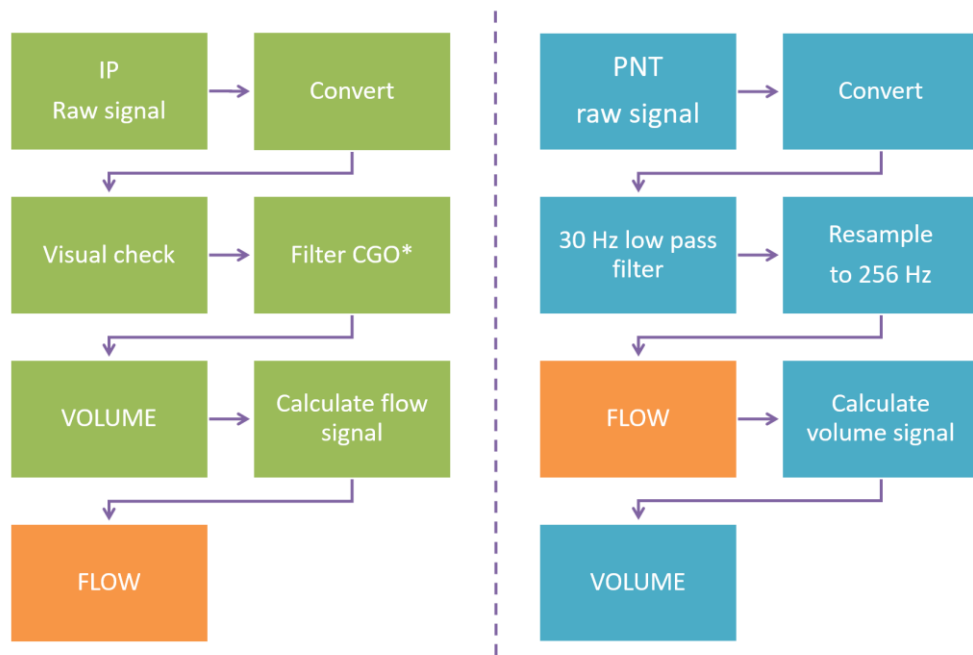 IP
Raw signal
Convert
Visual check
Filter CGO*
VOLUME
Calculate flow
signal
FLOW
PNT
raw signal
Convert
30 Hz low pass
filter
Resample
to 256 Hz
FLOW
Calculate
volume signal
VOLUME